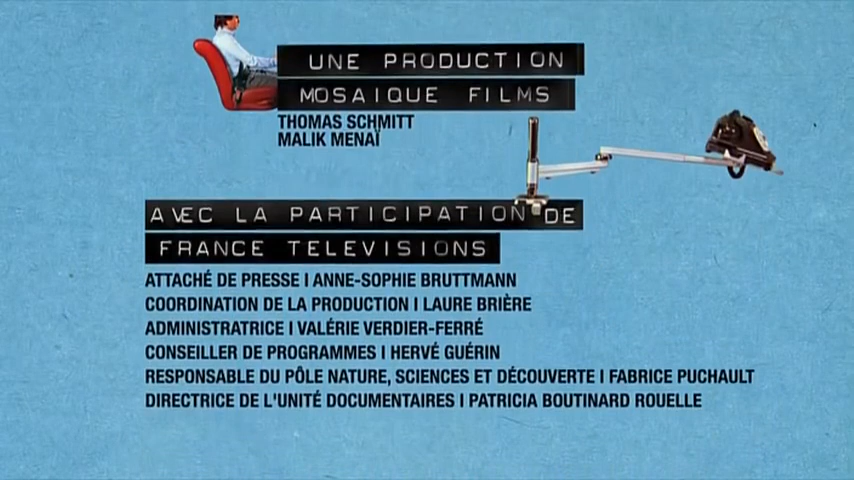 UNE PRODUCTION
MOSAIQUE FILMS
THOMAS SCHMITT
MALIK MENAÏ
AVEC LA PARTICIPATION DE
FRANCE TELEVISIONS
ATTACHÉ DE PRESSE I ANNE-SOPHIE BRUTTMANN
COORDINATION DE LA PRODUCTION I LAURE BRIÈRE
ADMINISTRATRICE I VALÉRIE VERDIER-FERRÉ
CONSEILLER DE PROGRAMMES I HERVÉ GUÉRIN
RESPONSABLE DU PÔLE NATURE, SCIENCES ET DÉCOUVERTE I FABRICE PUCHAULT
DIRECTRICE DE L'UNITÉ DOCUMENTAIRES I PATRICIA BOUTINARD ROUELLE